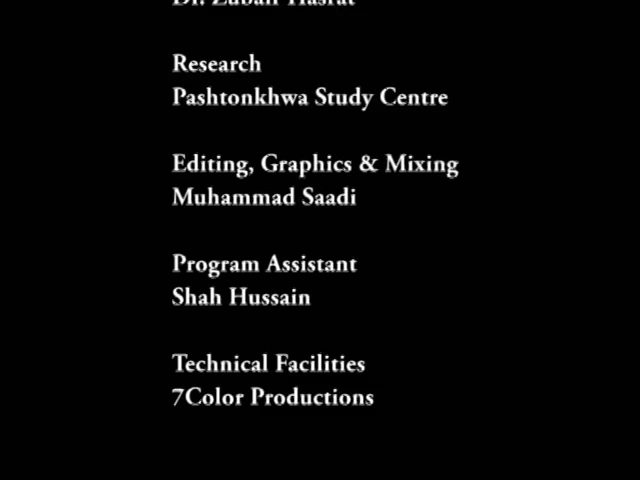 Research
Pashtonkhwa Study Centre
Editing, Graphics & Mixing
Muhammad Saadi
Program Assistant
Shah Hussain
Technical Facilities
7Color Productions